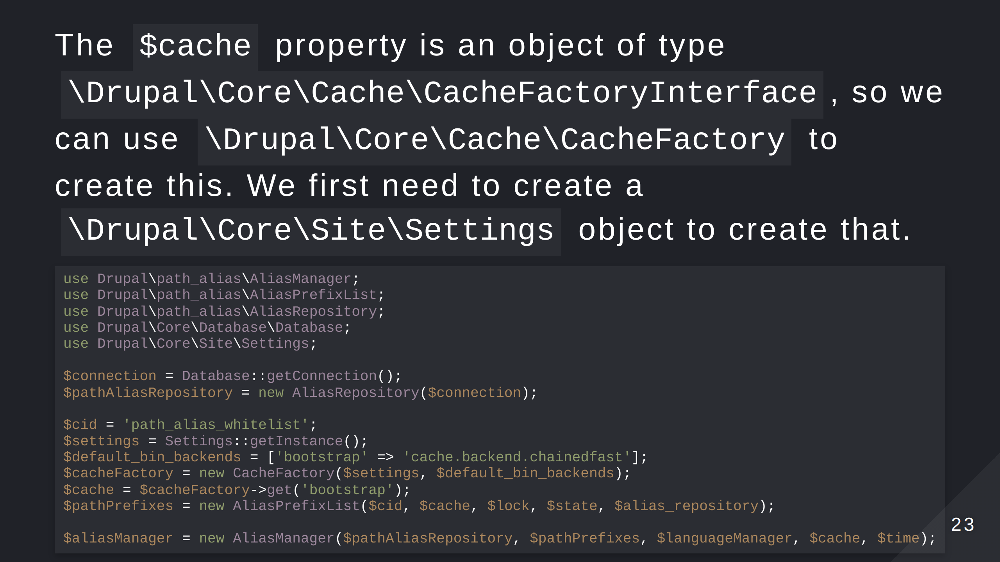 The $cache property is an object of type
\Drupal\Core\Cache\CacheFactoryInterface, so we
can use \Drupal\Core\Cache\CacheFactory to
create this. We first need to create a
\Drupal\Core\Site\Settings object to create that.
use Drupal\path_alias\AliasManager;
use Drupal\path_alias\AliasPrefixList;
use Drupal\path_alias\AliasRepository;
use Drupal\Core\Database\Database;
use Drupal\Core\Site\Settings;
$connection = Database::getConnection();
$pathAliasRepository = new AliasRepository($connection);
$cid = 'path_alias_whitelist';
$settings = Settings::getInstance();
$default_bin_backends = ['bootstrap' => 'cache.backend.chainedfast'];
$cacheFactory = new CacheFactory($settings, $default_bin_backends);
$cache = $cacheFactory->get('bootstrap');
$pathPrefixes = new AliasPrefixList($cid, $cache, $lock, $state, $alias_repository);
$aliasManager = new AliasManager($pathAliasRepository, $pathPrefixes, $languageManager, $cache, $time);
23